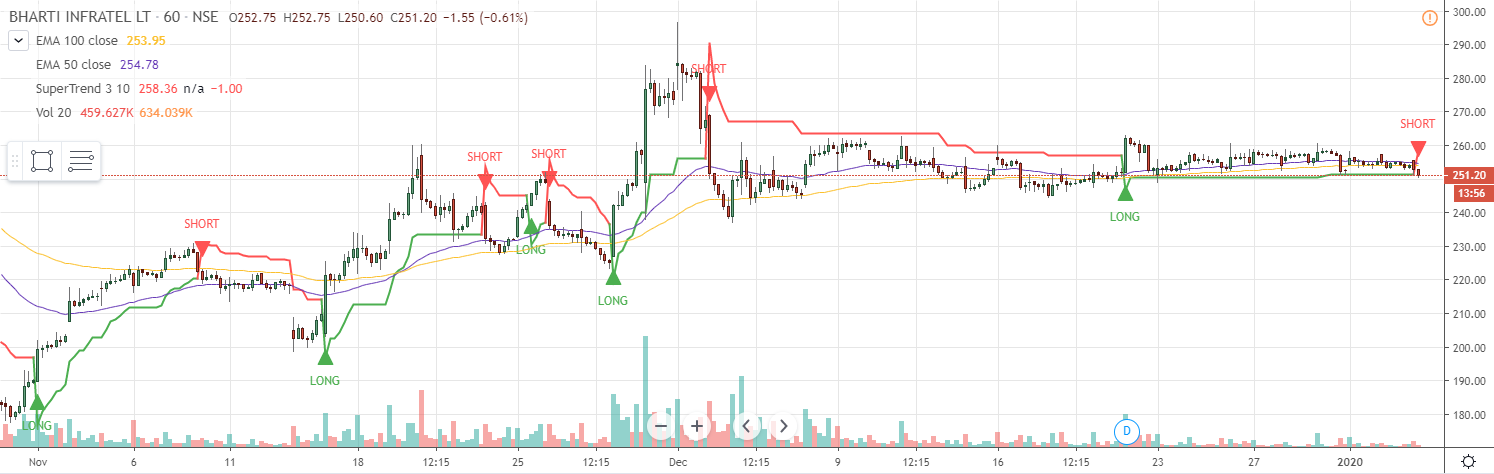 BHARTI INFRATEL LT · 60 · NSE O252.75 H252.75 L250.60 C251.20 −1.55 (−0.61%)
EMA 100 close 253.95
EMA 50 close 254.78
SuperTrend 3 10 258.36 n/a −1.00
Vol 20 459.627K 634.039K
SHORT
SHORT
SHORT
SHORT
SHORT
LONG
LONG
LONG
LONG
LONG
300.00
290.00
280.00
270.00
260.00
251.20
13:56
240.00
230.00
220.00
210.00
200.00
190.00
180.00
D
Nov 6 11 18 12:15 25 12:15 Dec 12:15 9 12:15 16 12:15 23 27 2020